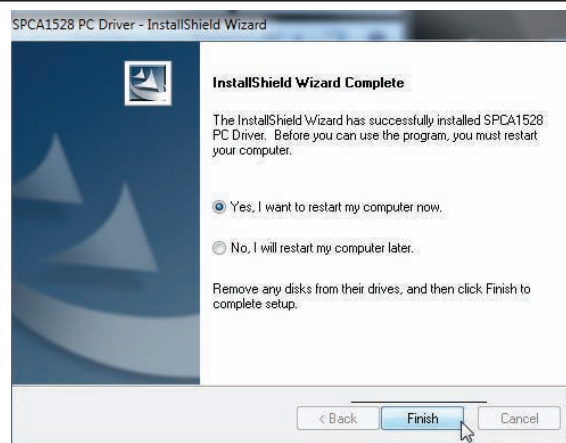 SPCA1528 PC Driver - InstallShield Wizard
InstallShield Wizard Complete
The InstallShield Wizard has successfully installed SPCA1528
PC Driver. Before you can use the program, you must restart
your computer.
Yes, I want to restart my computer now.
No, I will restart my computer later.
Remove any disks from their drives, and then click Finish to
complete setup.
< Back
Finish
Cancel